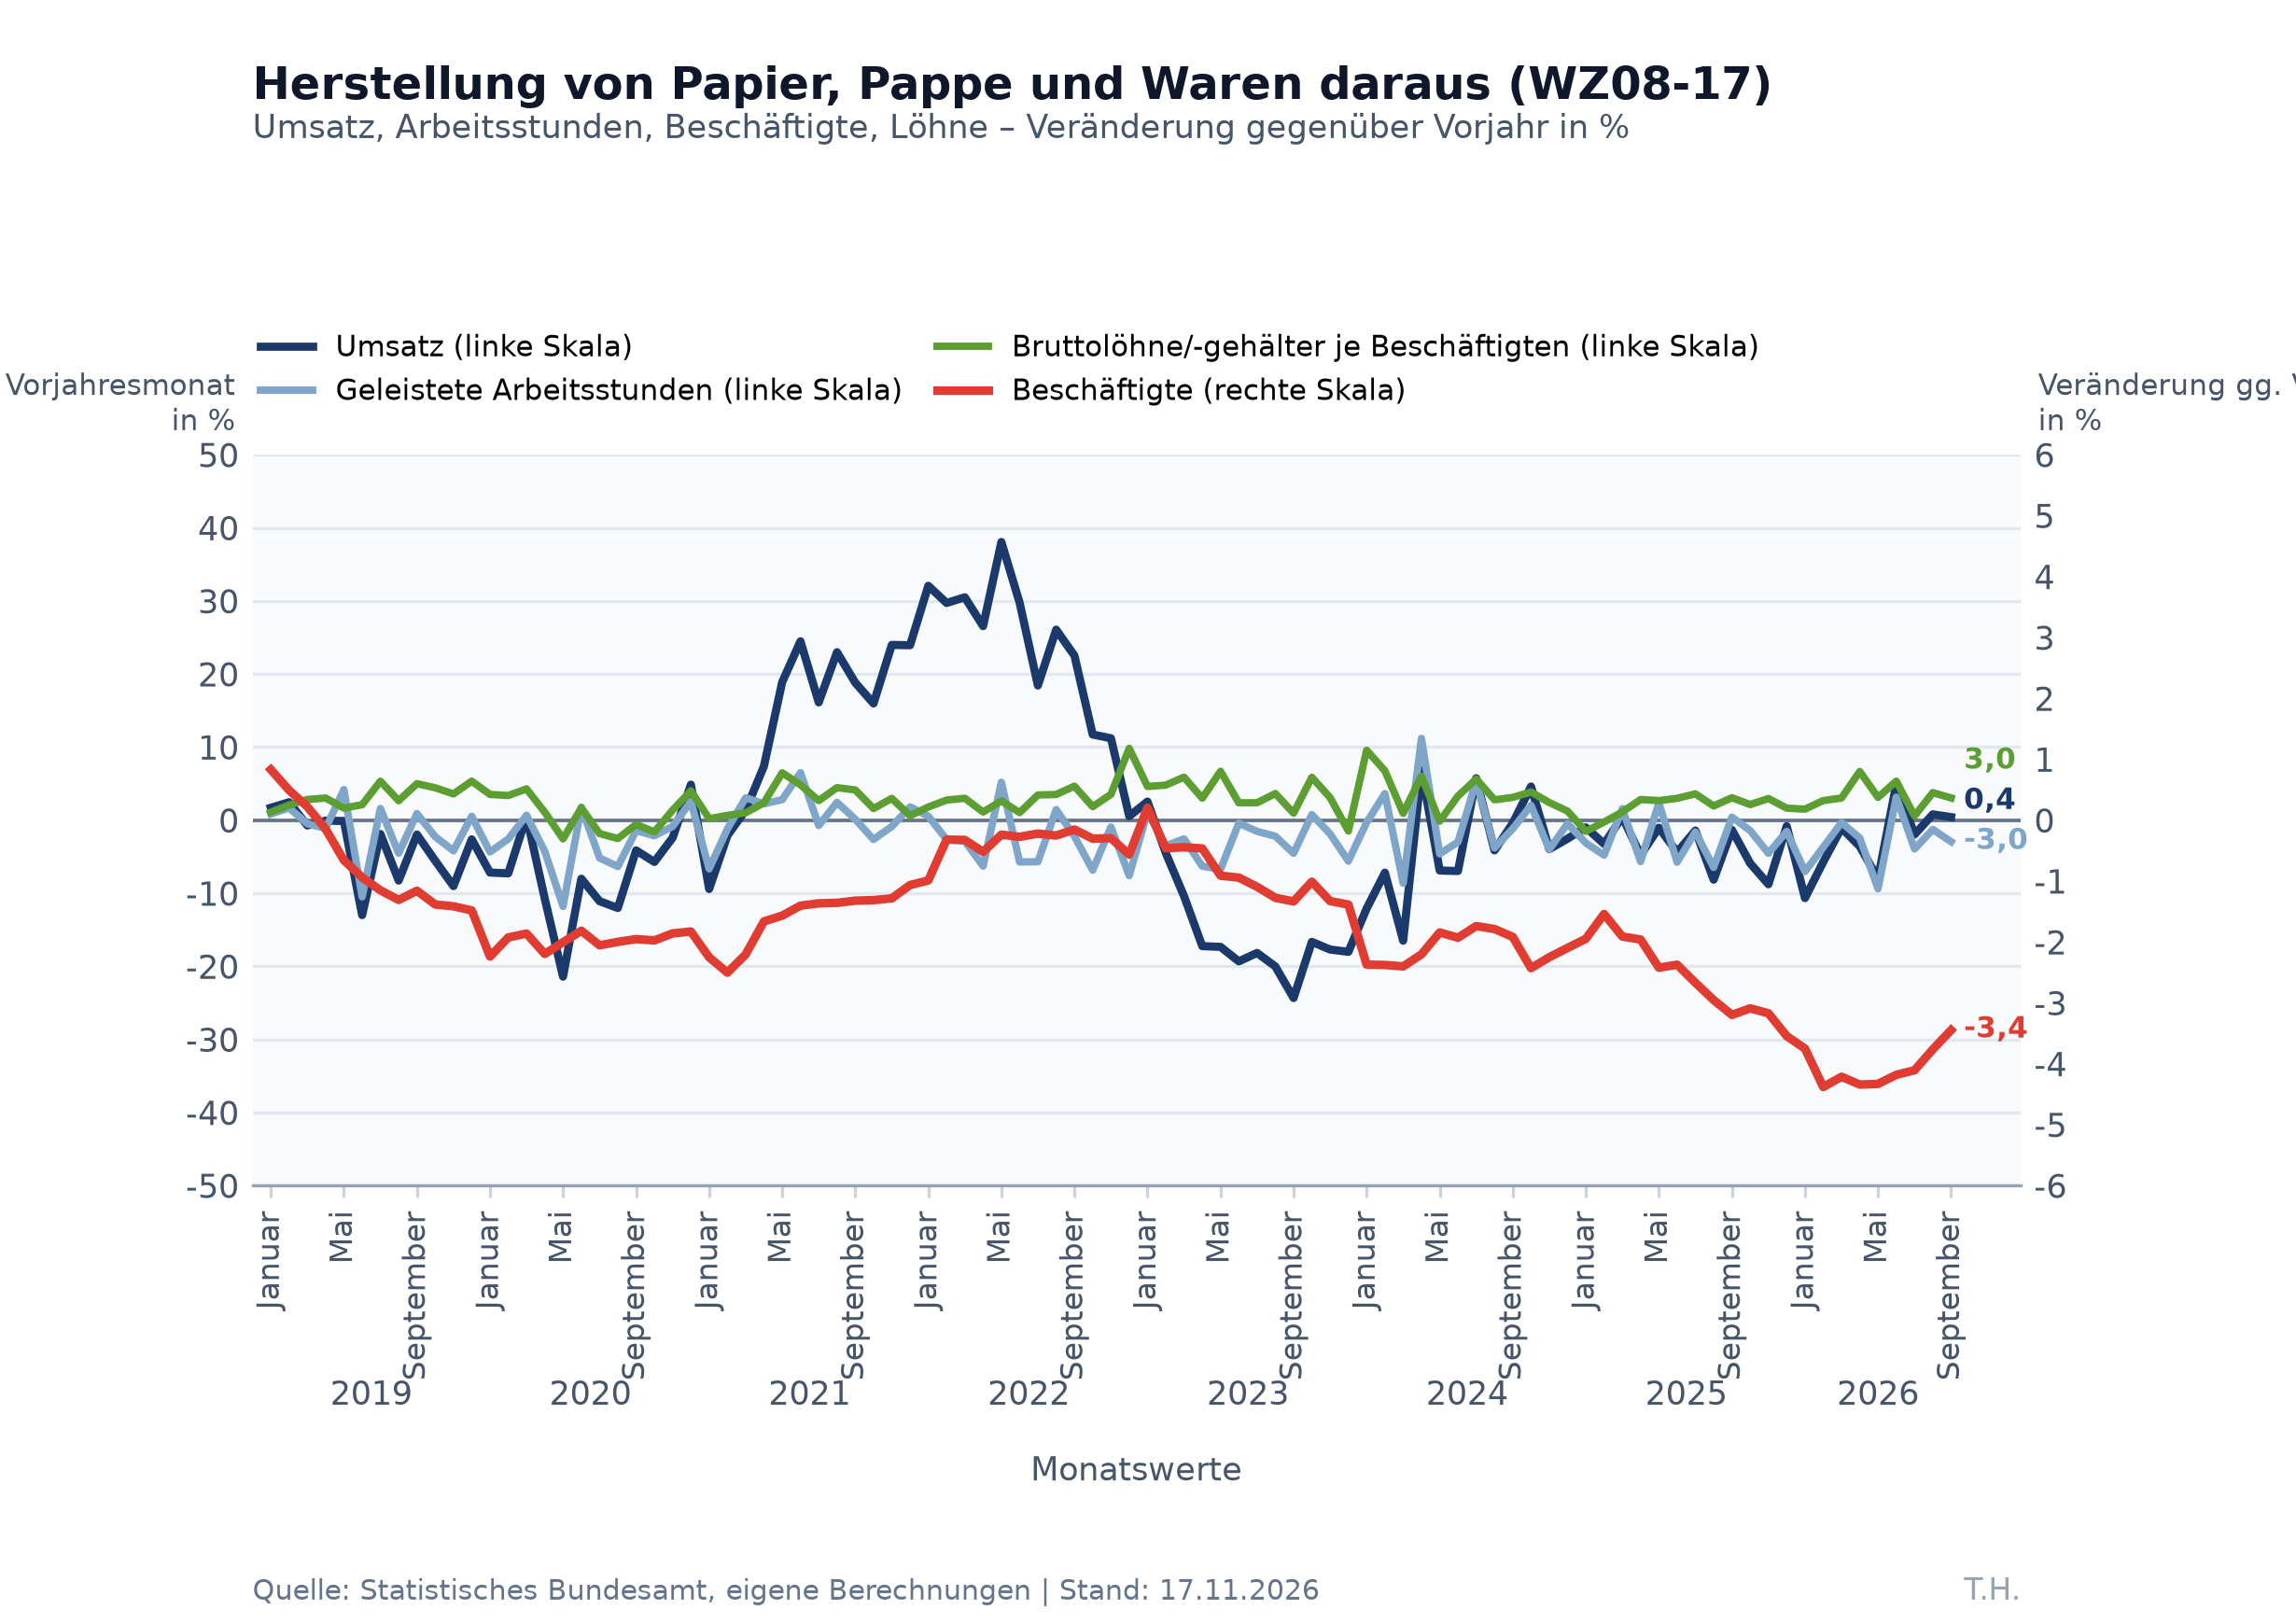 Herstellung von Papier, Pappe und Waren daraus (WZ08-17)
Umsatz, Arbeitsstunden, Beschäftigte, Löhne – Veränderung gegenüber Vorjahr in %
Umsatz (linke Skala)
Geleistete Arbeitsstunden (linke Skala)
Bruttolöhne/-gehälter je Beschäftigten (linke Skala)
Beschäftigte (rechte Skala)
Vorjahresmonat
in %
Veränderung gg.
in %
50
40
30
20
10
0
-10
-20
-30
-40
-50
6
5
4
3
2
1
0
-1
-2
-3
-4
-5
-6
3,0
0,4
-3,0
-3,4
Januar
Mai
September
Januar
Mai
September
Januar
Mai
September
Januar
Mai
September
Januar
Mai
September
Januar
Mai
September
Januar
Mai
September
Januar
Mai
September
2019
2020
2021
2022
2023
2024
2025
2026
Monatswerte
Quelle: Statistisches Bundesamt, eigene Berechnungen | Stand: 17.11.2026
T.H.